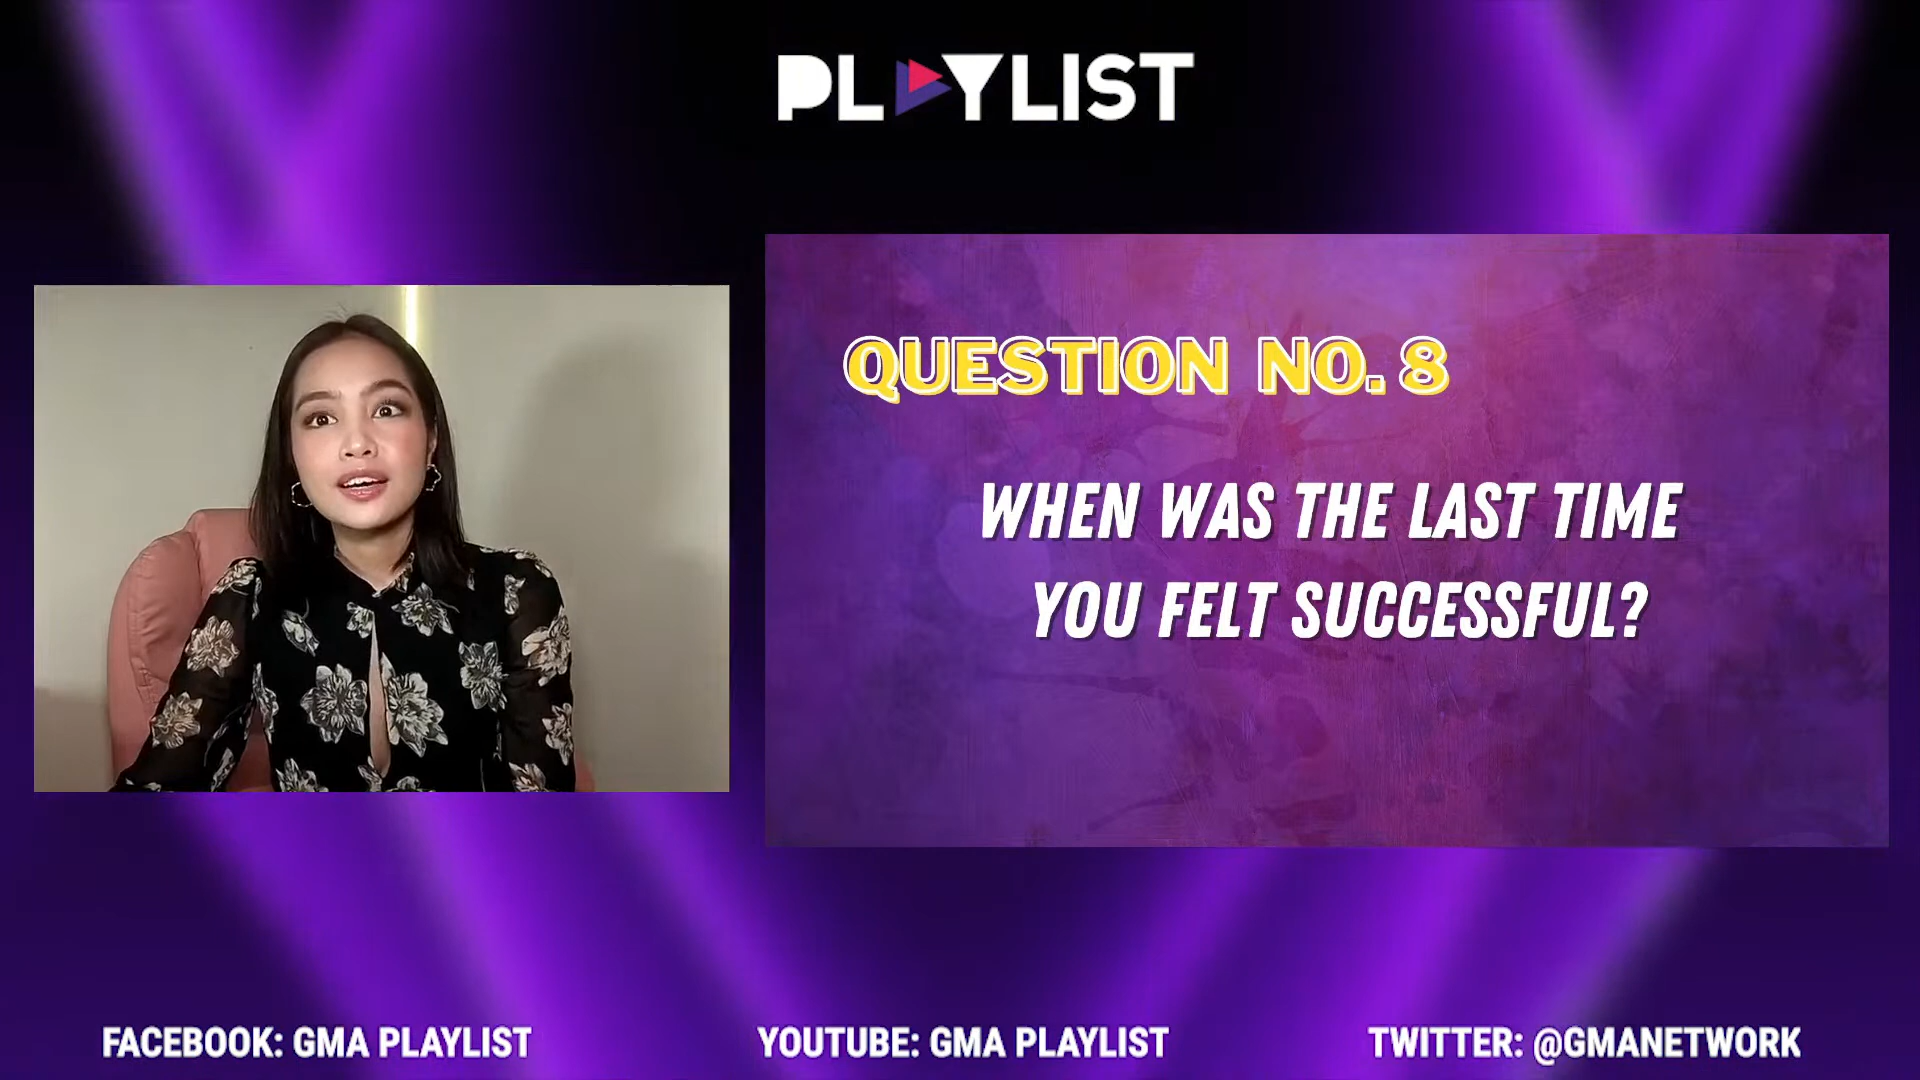 PLAYLIST
QUESTION NO. 8
WHEN WAS THE LAST TIME
YOU FELT SUCCESSFUL?
FACEBOOK: GMA PLAYLIST
YOUTUBE: GMA PLAYLIST
TWITTER: @GMANETWORK